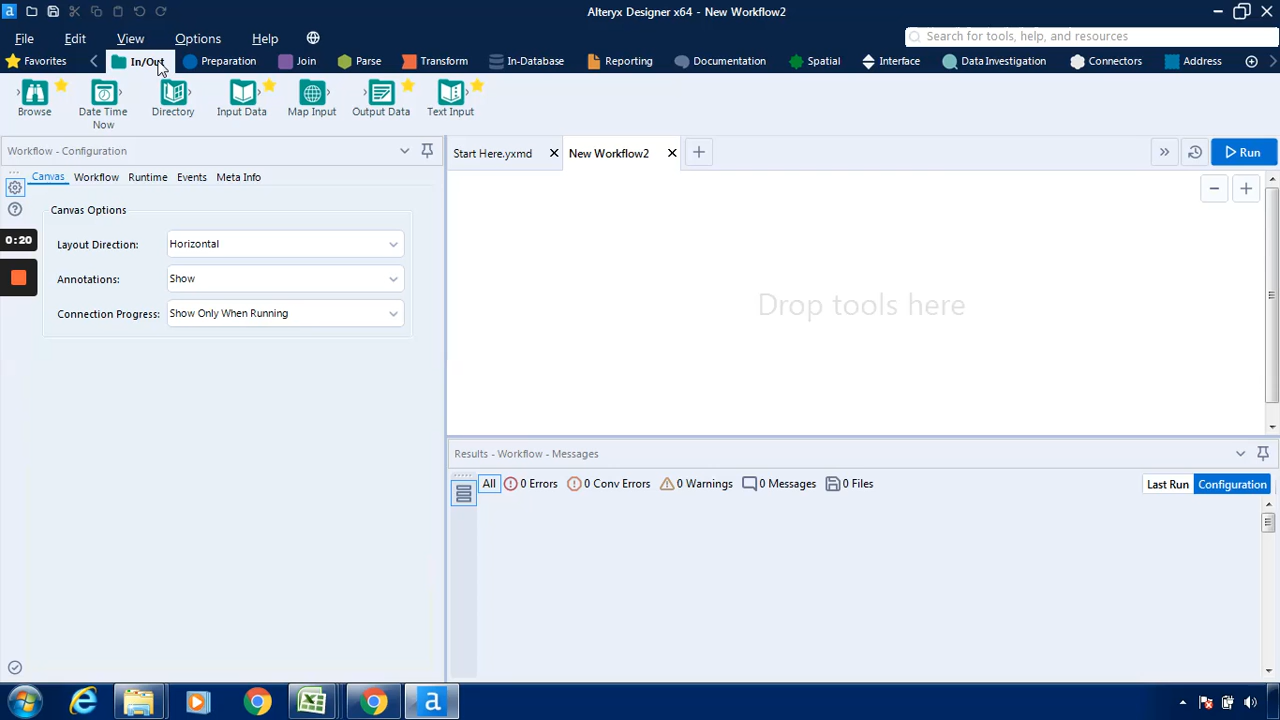 Alteryx Designer x64 - New Workflow2
File Edit View Options Help
Search for tools, help, and resources
Favorites In/Out Preparation Join Parse Transform In-Database Reporting Documentation Spatial Interface Data Investigation Connectors Address
Browse Date Time Now Directory Input Data Map Input Output Data Text Input
Workflow - Configuration
Start Here.yxmd New Workflow2
Run
Canvas Workflow Runtime Events Meta Info
Canvas Options
Layout Direction: Horizontal
Annotations: Show
Connection Progress: Show Only When Running
0:20
Drop tools here
Results - Workflow - Messages
All 0 Errors 0 Conv Errors 0 Warnings 0 Messages 0 Files
Last Run Configuration